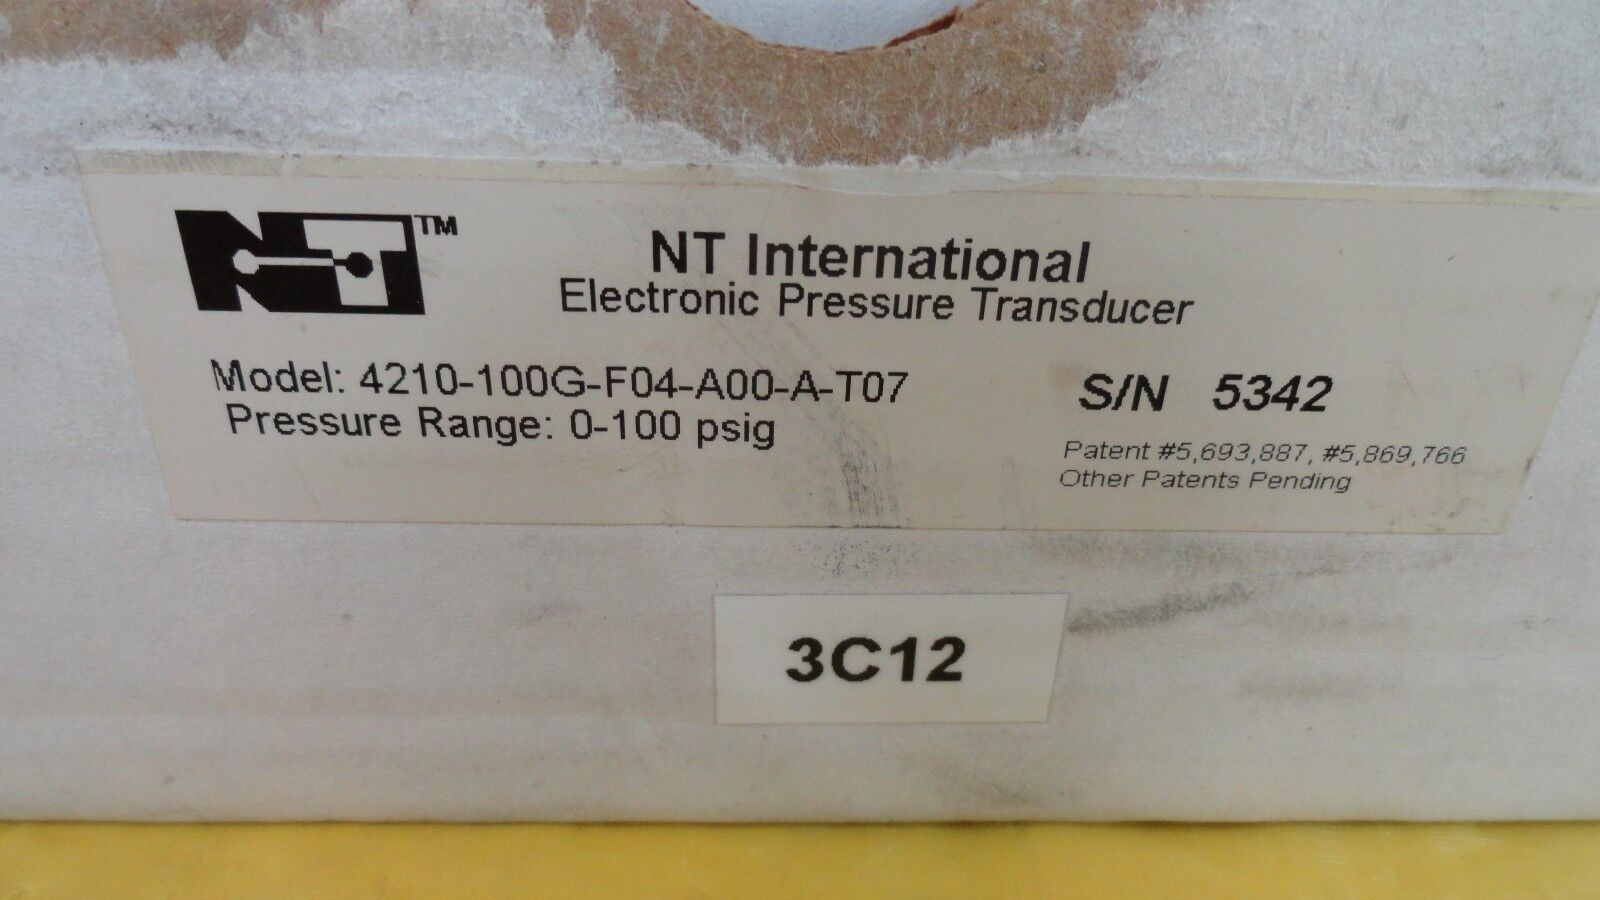 NT™
NT International
Electronic Pressure Transducer
Model: 4210-100G-F04-A00-A-T07
Pressure Range: 0-100 psig
S/N 5342
Patent #5,693,887, #5,869,766
Other Patents Pending
3C12